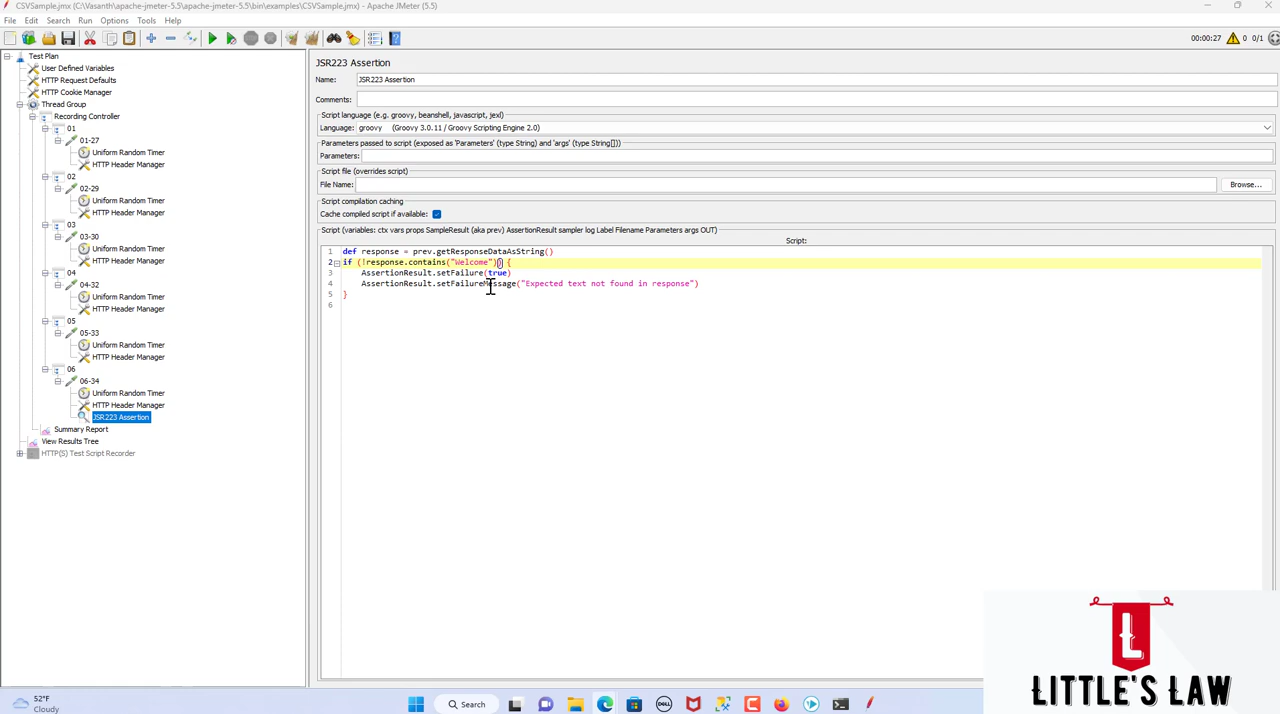 CSVSample.jmx (C:\Vasanth\apache-jmeter-5.5\apache-jmeter-5.5\bin\examples\CSVSample.jmx) - Apache JMeter (5.5)
File Edit Search Run Options Tools Help
00:00:27 0 0/1
Test Plan
User Defined Variables
HTTP Request Defaults
HTTP Cookie Manager
Thread Group
Recording Controller
01
01-27
Uniform Random Timer
HTTP Header Manager
02
02-29
Uniform Random Timer
HTTP Header Manager
03
03-30
Uniform Random Timer
HTTP Header Manager
04
04-32
Uniform Random Timer
HTTP Header Manager
05
05-33
Uniform Random Timer
HTTP Header Manager
06
06-34
Uniform Random Timer
HTTP Header Manager
JSR223 Assertion
Summary Report
View Results Tree
HTTP(S) Test Script Recorder
JSR223 Assertion
Name: JSR223 Assertion
Comments:
Script language (e.g. groovy, beanshell, javascript, jexl)
Language: groovy (Groovy 3.0.11 / Groovy Scripting Engine 2.0)
Parameters passed to script (exposed as 'Parameters' (type String) and 'args' (type String[]))
Parameters:
Script file (overrides script)
File Name: Browse...
Script compilation caching
Cache compiled script if available:
Script (variables: ctx vars props SampleResult (aka prev) AssertionResult sampler log Label Filename Parameters args OUT)
Script:
1 def response = prev.getResponseDataAsString()
2 if (!response.contains("Welcome")) {
3 AssertionResult.setFailure(true)
4 AssertionResult.setFailureMessage("Expected text not found in response")
5 }
6
L
LITTLE'S LAW
52°F
Cloudy
Search
DELL